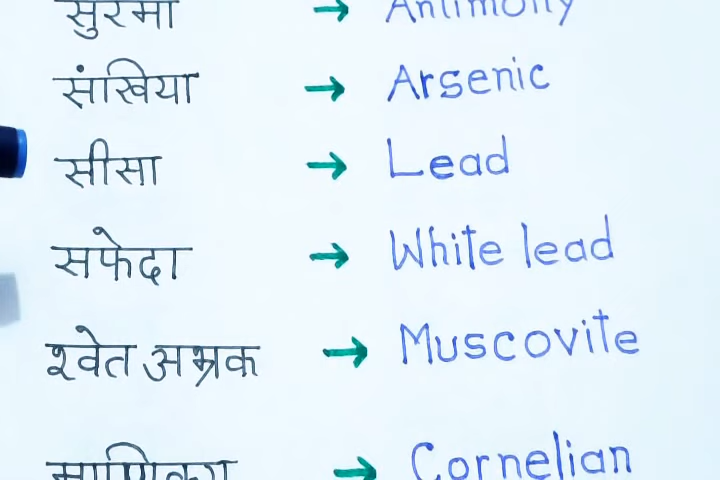 सुरमा → Antimony
संखिया → Arsenic
सीसा → Lead
सफेदा → White lead
श्वेत अभ्रक → Muscovite
माणिक्य → Cornelian